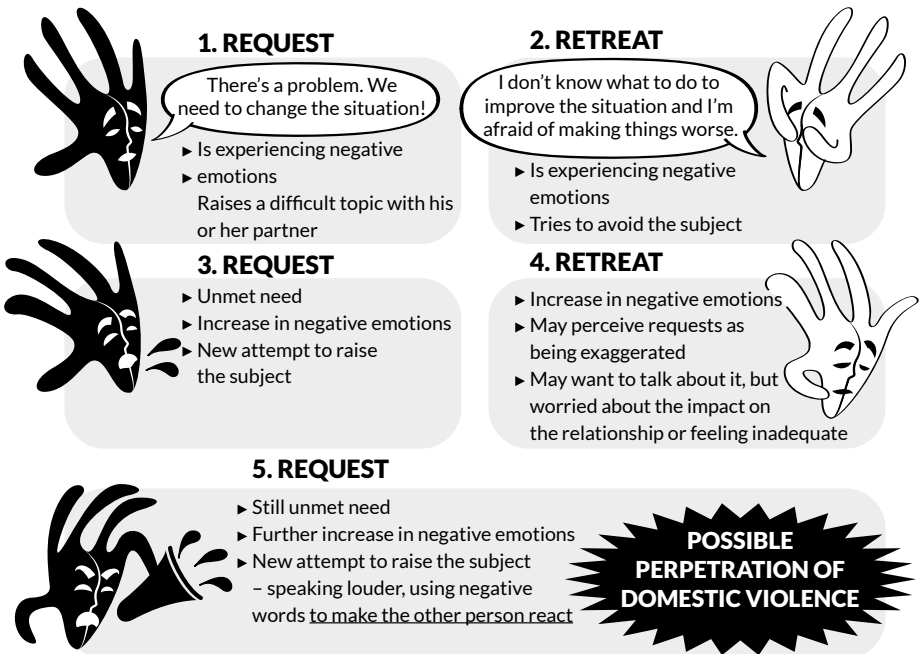 1. REQUEST
There's a problem. We
need to change the situation!
▸ Is experiencing negative
▸ emotions
Raises a difficult topic with his
or her partner
2. RETREAT
I don't know what to do to
improve the situation and I'm
afraid of making things worse.
▸ Is experiencing negative
emotions
▸ Tries to avoid the subject
3. REQUEST
▸ Unmet need
▸ Increase in negative emotions
▸ New attempt to raise
the subject
4. RETREAT
▸ Increase in negative emotions
▸ May perceive requests as
being exaggerated
▸ May want to talk about it, but
worried about the impact on
the relationship or feeling inadequate
5. REQUEST
▸ Still unmet need
▸ Further increase in negative emotions
▸ New attempt to raise the subject
– speaking louder, using negative
words to make the other person react
POSSIBLE
PERPETRATION OF
DOMESTIC VIOLENCE